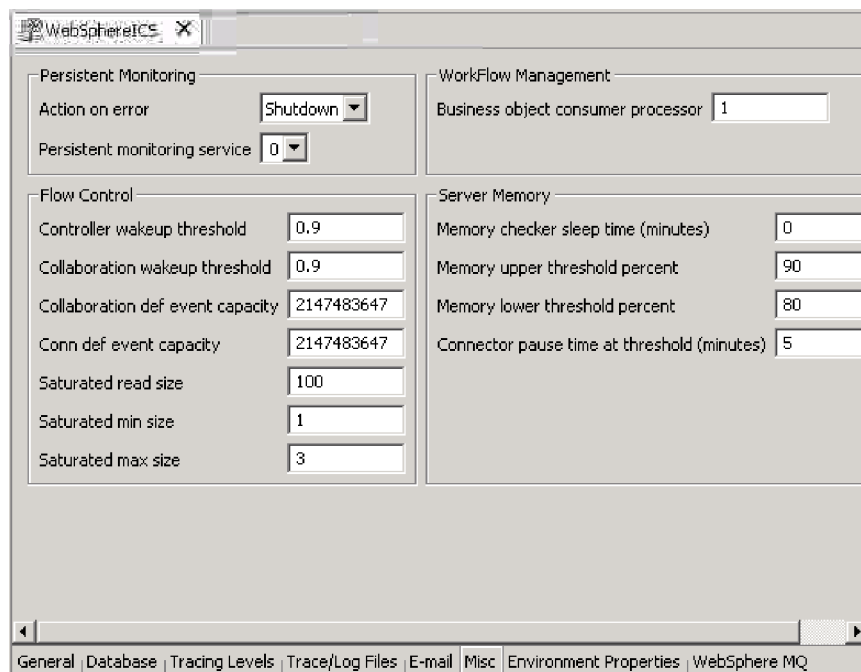 WebSphereICS
Persistent Monitoring
Action on error Shutdown
Persistent monitoring service 0
WorkFlow Management
Business object consumer processor 1
Flow Control
Controller wakeup threshold 0.9
Collaboration wakeup threshold 0.9
Collaboration def event capacity 2147483647
Conn def event capacity 2147483647
Saturated read size 100
Saturated min size 1
Saturated max size 3
Server Memory
Memory checker sleep time (minutes) 0
Memory upper threshold percent 90
Memory lower threshold percent 80
Connector pause time at threshold (minutes) 5
General Database Tracing Levels Trace/Log Files E-mail Misc Environment Properties WebSphere MQ